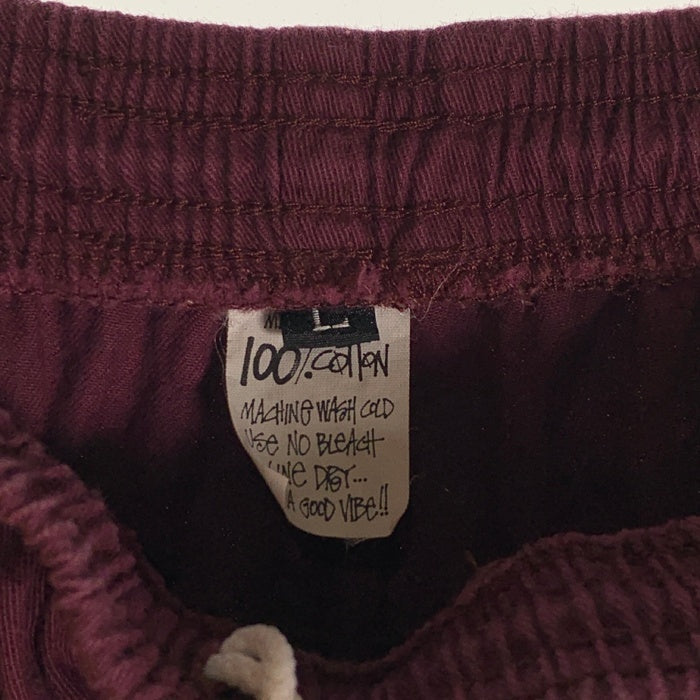 L
100%.COTTON
MACHINE WASH COLD
USE NO BLEACH
LINE DRY...
A GOOD VIBE!!